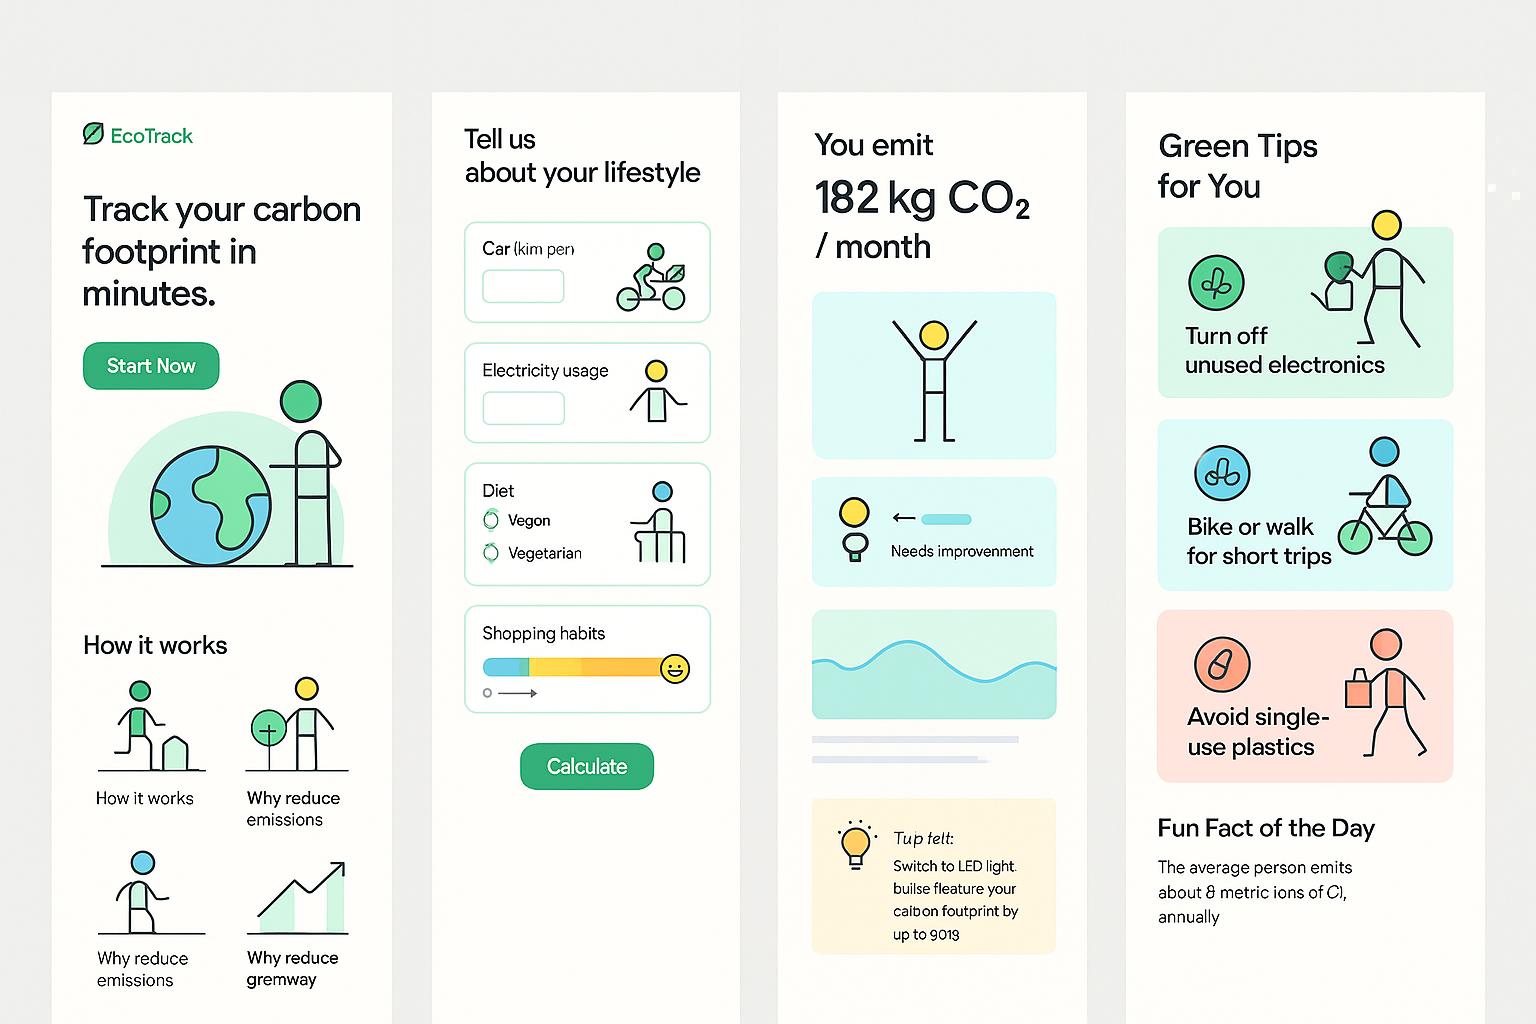 EcoTrack
Track your carbon
footprint in
minutes.
Start Now
How it works
How it works
Why reduce
emissions
Why reduce
emissions
Why reduce
gremway
Tell us
about your lifestyle
Car (kim per)
Electricity usage
Diet
Vegon
Vegetarian
Shopping habits
Calculate
You emit
182 kg CO₂
/ month
Needs improvenment
Tup felt:
Switch to LED light.
builse fleature your
caibon foutprint by
up to 9019
Green Tips
for You
Turn off
unused electronics
Bike or walk
for short trips
Avoid single-
use plastics
Fun Fact of the Day
The average person emits
about 8 metric ions of C),
annually